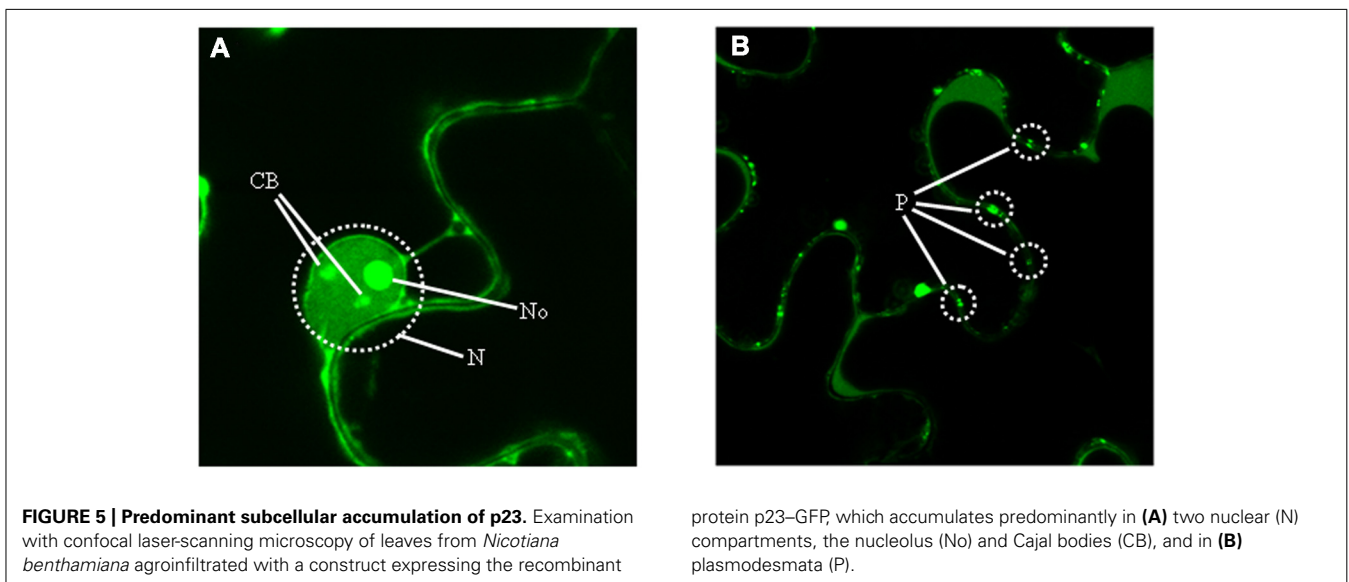 A
CB
No
N
B
P
FIGURE 5 | Predominant subcellular accumulation of p23. Examination
with confocal laser-scanning microscopy of leaves from Nicotiana
benthamiana agroinfiltrated with a construct expressing the recombinant
protein p23–GFP, which accumulates predominantly in (A) two nuclear (N)
compartments, the nucleolus (No) and Cajal bodies (CB), and in (B)
plasmodesmata (P).